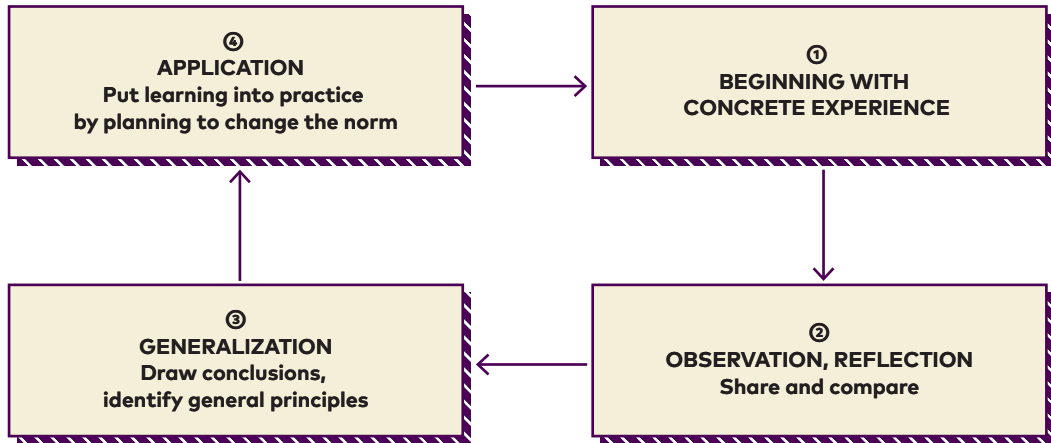 ④
APPLICATION
Put learning into practice
by planning to change the norm
①
BEGINNING WITH
CONCRETE EXPERIENCE
③
GENERALIZATION
Draw conclusions,
identify general principles
②
OBSERVATION, REFLECTION
Share and compare